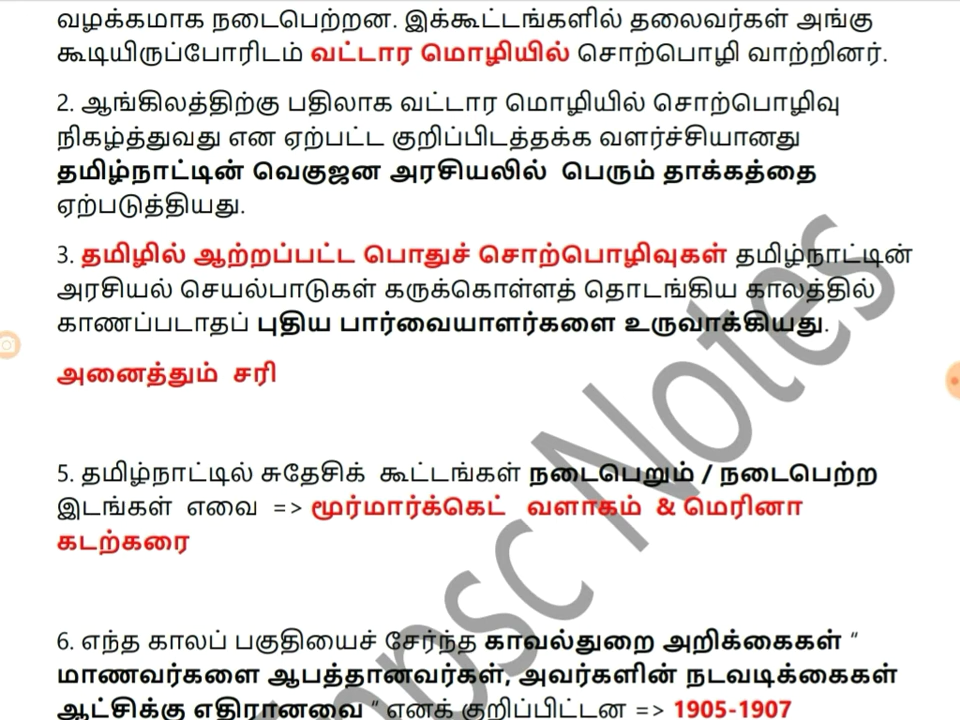 வழக்கமாக நடைபெற்றன. இக்கூட்டங்களில் தலைவர்கள் அங்கு
கூடியிருப்போரிடம் வட்டார மொழியில் சொற்பொழி வாற்றினர்.
2. ஆங்கிலத்திற்கு பதிலாக வட்டார மொழியில் சொற்பொழிவு
நிகழ்த்துவது என ஏற்பட்ட குறிப்பிடத்தக்க வளர்ச்சியானது
தமிழ்நாட்டின் வெகுஜன அரசியலில் பெரும் தாக்கத்தை
ஏற்படுத்தியது.
3. தமிழில் ஆற்றப்பட்ட பொதுச் சொற்பொழிவுகள் தமிழ்நாட்டின்
அரசியல் செயல்பாடுகள் கருக்கொள்ளத் தொடங்கிய காலத்தில்
காணப்படாதப் புதிய பார்வையாளர்களை உருவாக்கியது.
அனைத்தும் சரி
5. தமிழ்நாட்டில் சுதேசிக் கூட்டங்கள் நடைபெறும் / நடைபெற்ற
இடங்கள் எவை => மூர்மார்க்கெட் வளாகம் & மெரினா
கடற்கரை
6. எந்த காலப் பகுதியைச் சேர்ந்த காவல்துறை அறிக்கைகள் “
மாணவர்களை ஆபத்தானவர்கள், அவர்களின் நடவடிக்கைகள்
ஆட்சிக்கு எதிரானவை ” எனக் குறிப்பிட்டன => 1905-1907
npsc Notes